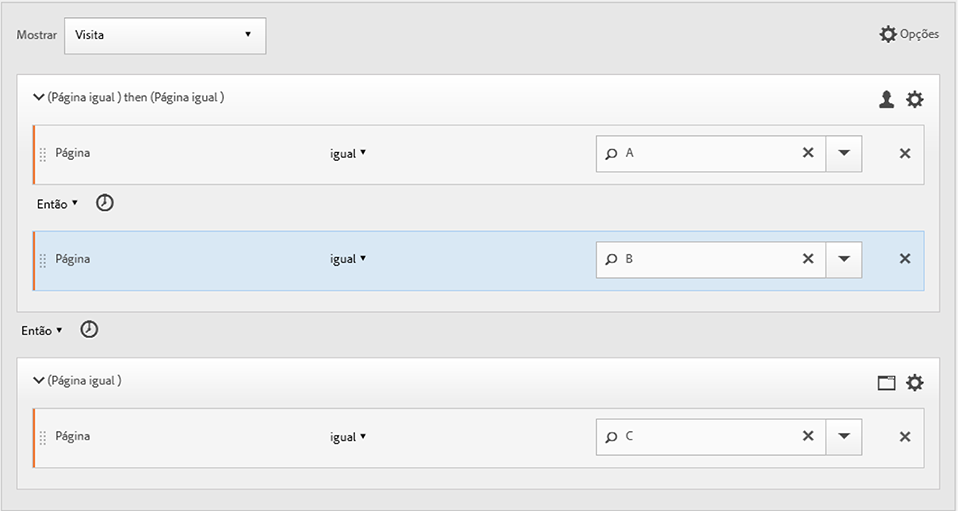 Mostrar Visita Opções
(Página igual ) then (Página igual )
Página igual A
Então
Página igual B
Então
(Página igual )
Página igual C